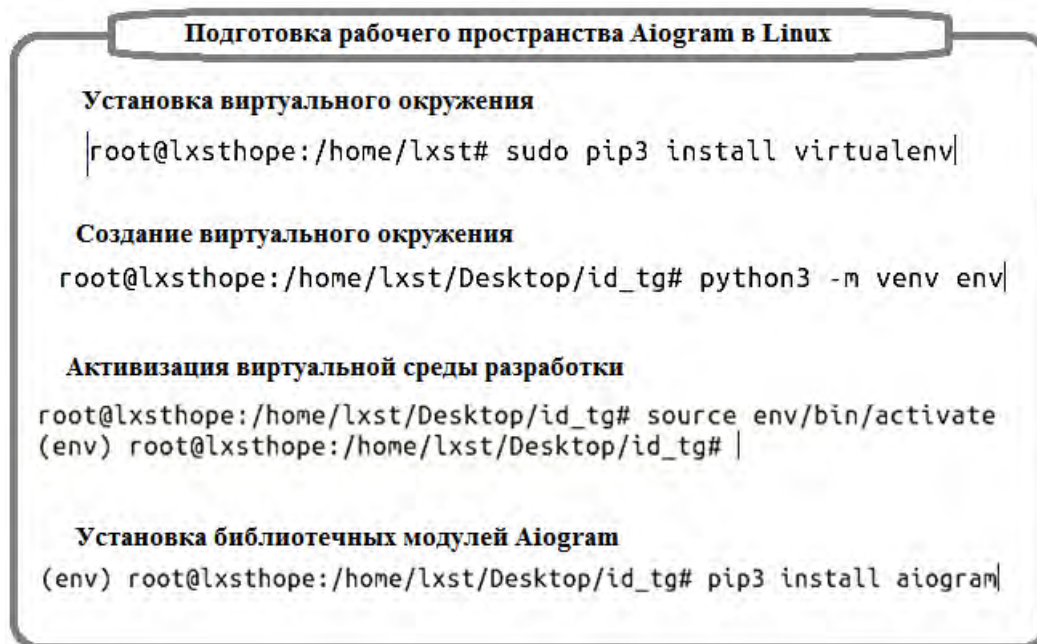 Подготовка рабочего пространства Aiogram в Linux
Установка виртуального окружения
root@lxsthope:/home/lxst# sudo pip3 install virtualenv
Создание виртуального окружения
root@lxsthope:/home/lxst/Desktop/id_tg# python3 -m venv env
Активизация виртуальной среды разработки
root@lxsthope:/home/lxst/Desktop/id_tg# source env/bin/activate
(env) root@lxsthope:/home/lxst/Desktop/id_tg#
Установка библиотечных модулей Aiogram
(env) root@lxsthope:/home/lxst/Desktop/id_tg# pip3 install aiogram